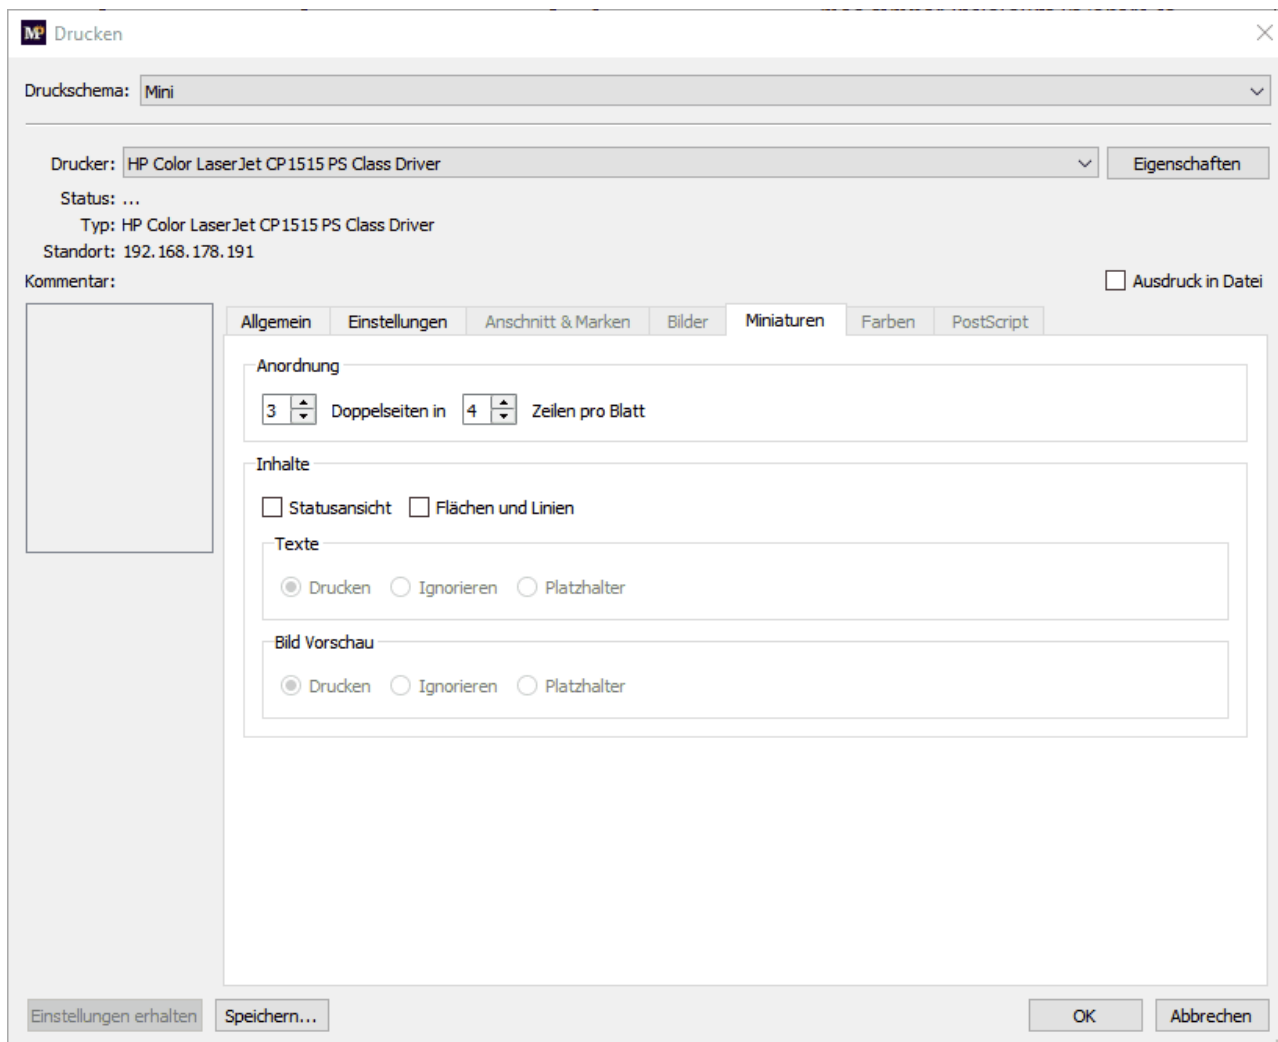 MP Drucken
Druckschema: Mini
Drucker: HP Color LaserJet CP1515 PS Class Driver Eigenschaften
Status: ...
Typ: HP Color LaserJet CP1515 PS Class Driver
Standort: 192.168.178.191
Kommentar: Ausdruck in Datei
Allgemein Einstellungen Anschnitt & Marken Bilder Miniaturen Farben PostScript
Anordnung
3 Doppelseiten in 4 Zeilen pro Blatt
Inhalte
Statusansicht Flächen und Linien
Texte
Drucken Ignorieren Platzhalter
Bild Vorschau
Drucken Ignorieren Platzhalter
Einstellungen erhalten Speichern... OK Abbrechen